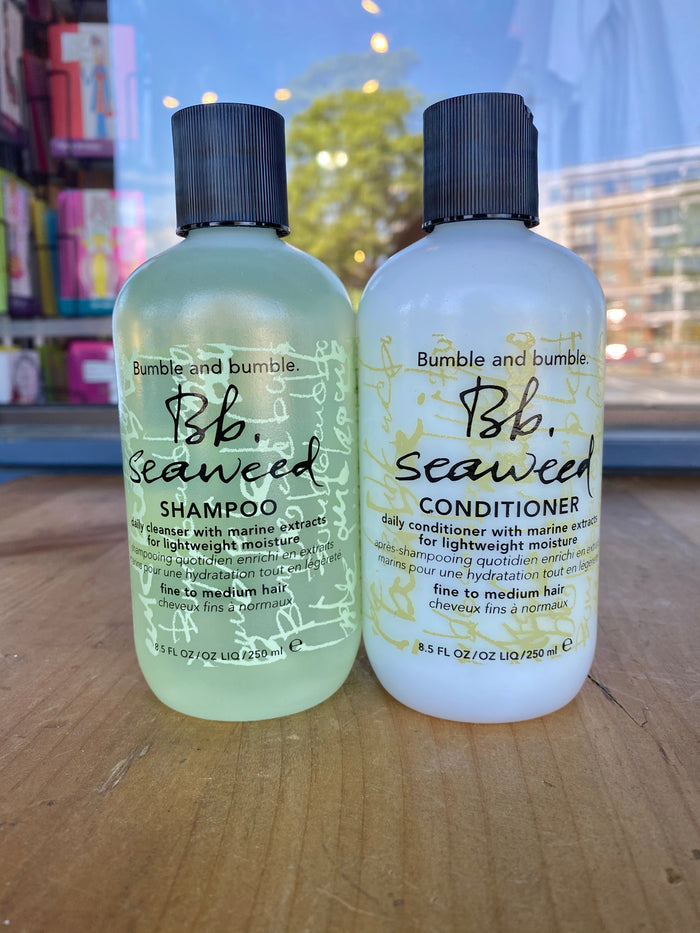 Bumble and bumble.
Bb.
seaweed
SHAMPOO
daily cleanser with marine extracts
for lightweight moisture
shampooing quotidien enrichi en extraits
marins pour une hydratation tout en légèreté
fine to medium hair
cheveux fins à normaux
8.5 FL OZ/OZ LIQ/250 ml e
Bumble and bumble.
Bb.
seaweed
CONDITIONER
daily conditioner with marine extracts
for lightweight moisture
après-shampooing quotidien enrichi en extraits
marins pour une hydratation tout en légèreté
fine to medium hair
cheveux fins à normaux
8.5 FL OZ/OZ LIQ/250 ml e